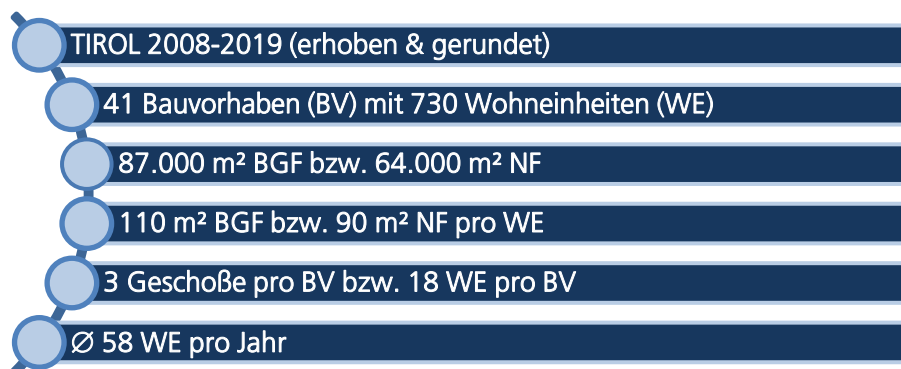 TIROL 2008-2019 (erhoben & gerundet)
41 Bauvorhaben (BV) mit 730 Wohneinheiten (WE)
87.000 m² BGF bzw. 64.000 m² NF
110 m² BGF bzw. 90 m² NF pro WE
3 Geschoße pro BV bzw. 18 WE pro BV
∅ 58 WE pro Jahr